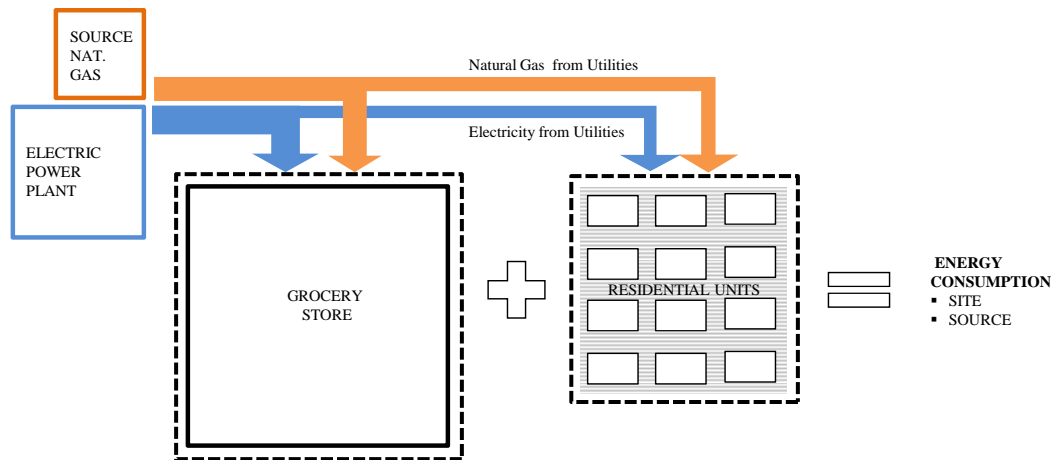 SOURCE
NAT.
GAS
Natural Gas from Utilities
Electricity from Utilities
ELECTRIC
POWER
PLANT
GROCERY
STORE
RESIDENTIAL UNITS
ENERGY
CONSUMPTION
▪ SITE
▪ SOURCE